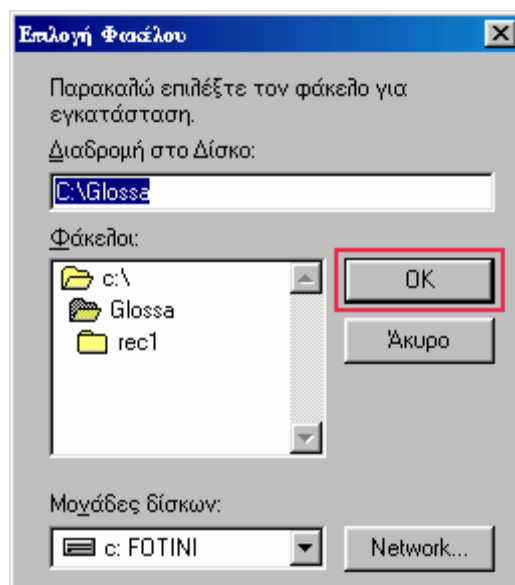 Επιλογή Φακέλου
Παρακαλώ επιλέξτε τον φάκελο για
εγκατάσταση.
Διαδρομή στο Δίσκο:
C:\Glossa
Φάκελοι:
c:\
Glossa
rec1
OK
Άκυρο
Μονάδες δίσκων:
c: FOTINI
Network...